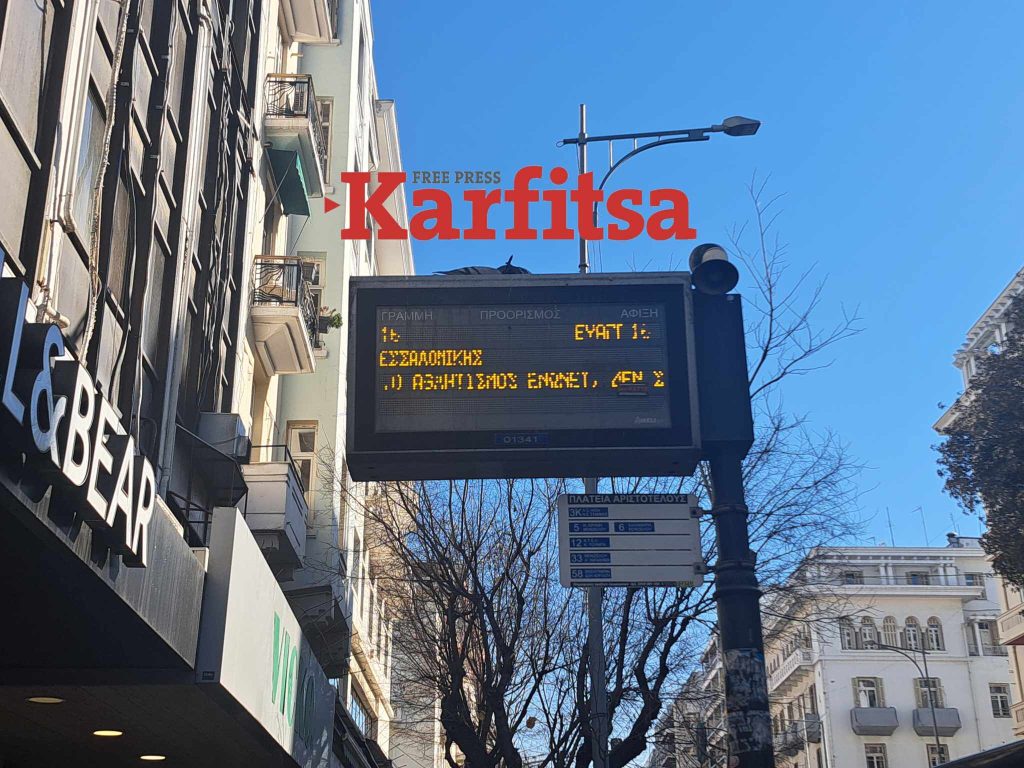 FREE PRESS
Karfitsa
ΓΡΑΜΜΗ ΠΡΟΟΡΙΣΜΟΣ ΑΦΙΞΗ
16 ΕΥΑΓΓ 16
ΕΣΣΑΛΟΝΙΚΗΣ
Ο ΑΘΛΗΤΙΣΜΟΣ ΕΝΩΝΕΙ, ΔΕΝ Σ
01341
L&BEAR
ΠΛΑΤΕΙΑ ΑΡΙΣΤΟΤΕΛΟΥΣ
3Κ
5 6
12
33
58